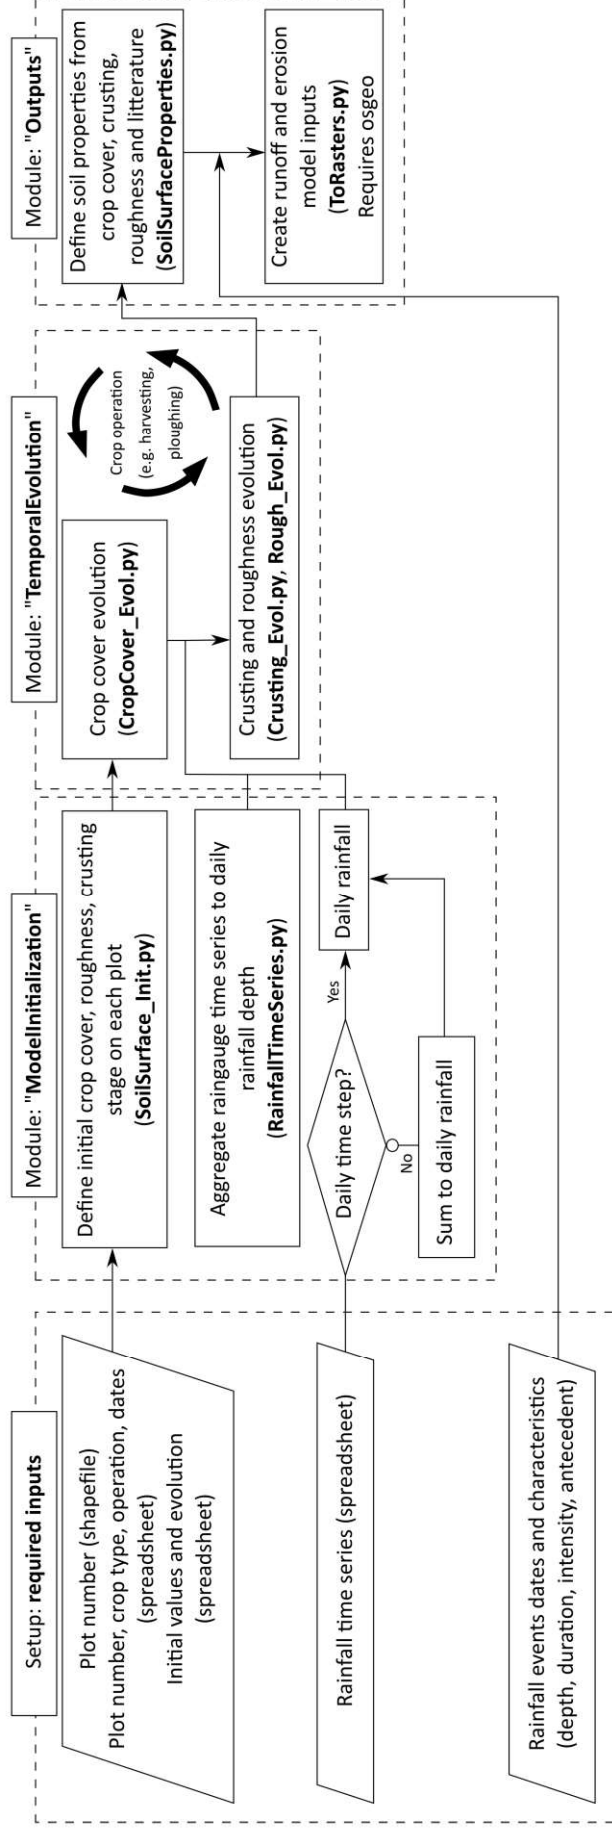 Setup: required inputs
Plot number (shapefile)
Plot number, crop type, operation, dates
(spreadsheet)
Initial values and evolution
(spreadsheet)
Rainfall time series (spreadsheet)
Rainfall events dates and characteristics
(depth, duration, intensity, antecedent)
Module: "ModelInitialization"
Define initial crop cover, roughness, crusting
stage on each plot
(SoilSurface_Init.py)
Aggregate raingauge time series to daily
rainfall depth
(RainfallTimeSeries.py)
Daily time step?
Yes
Daily rainfall
No
Sum to daily rainfall
Module: "TemporalEvolution"
Crop cover evolution
(CropCover_Evol.py)
Crop operation
(e.g. harvesting,
ploughing)
Crusting and roughness evolution
(Crusting_Evol.py, Rough_Evol.py)
Module: "Outputs"
Define soil properties from
crop cover, crusting,
roughness and litterature
(SoilSurfaceProperties.py)
Create runoff and erosion
model inputs
(ToRasters.py)
Requires osgeo